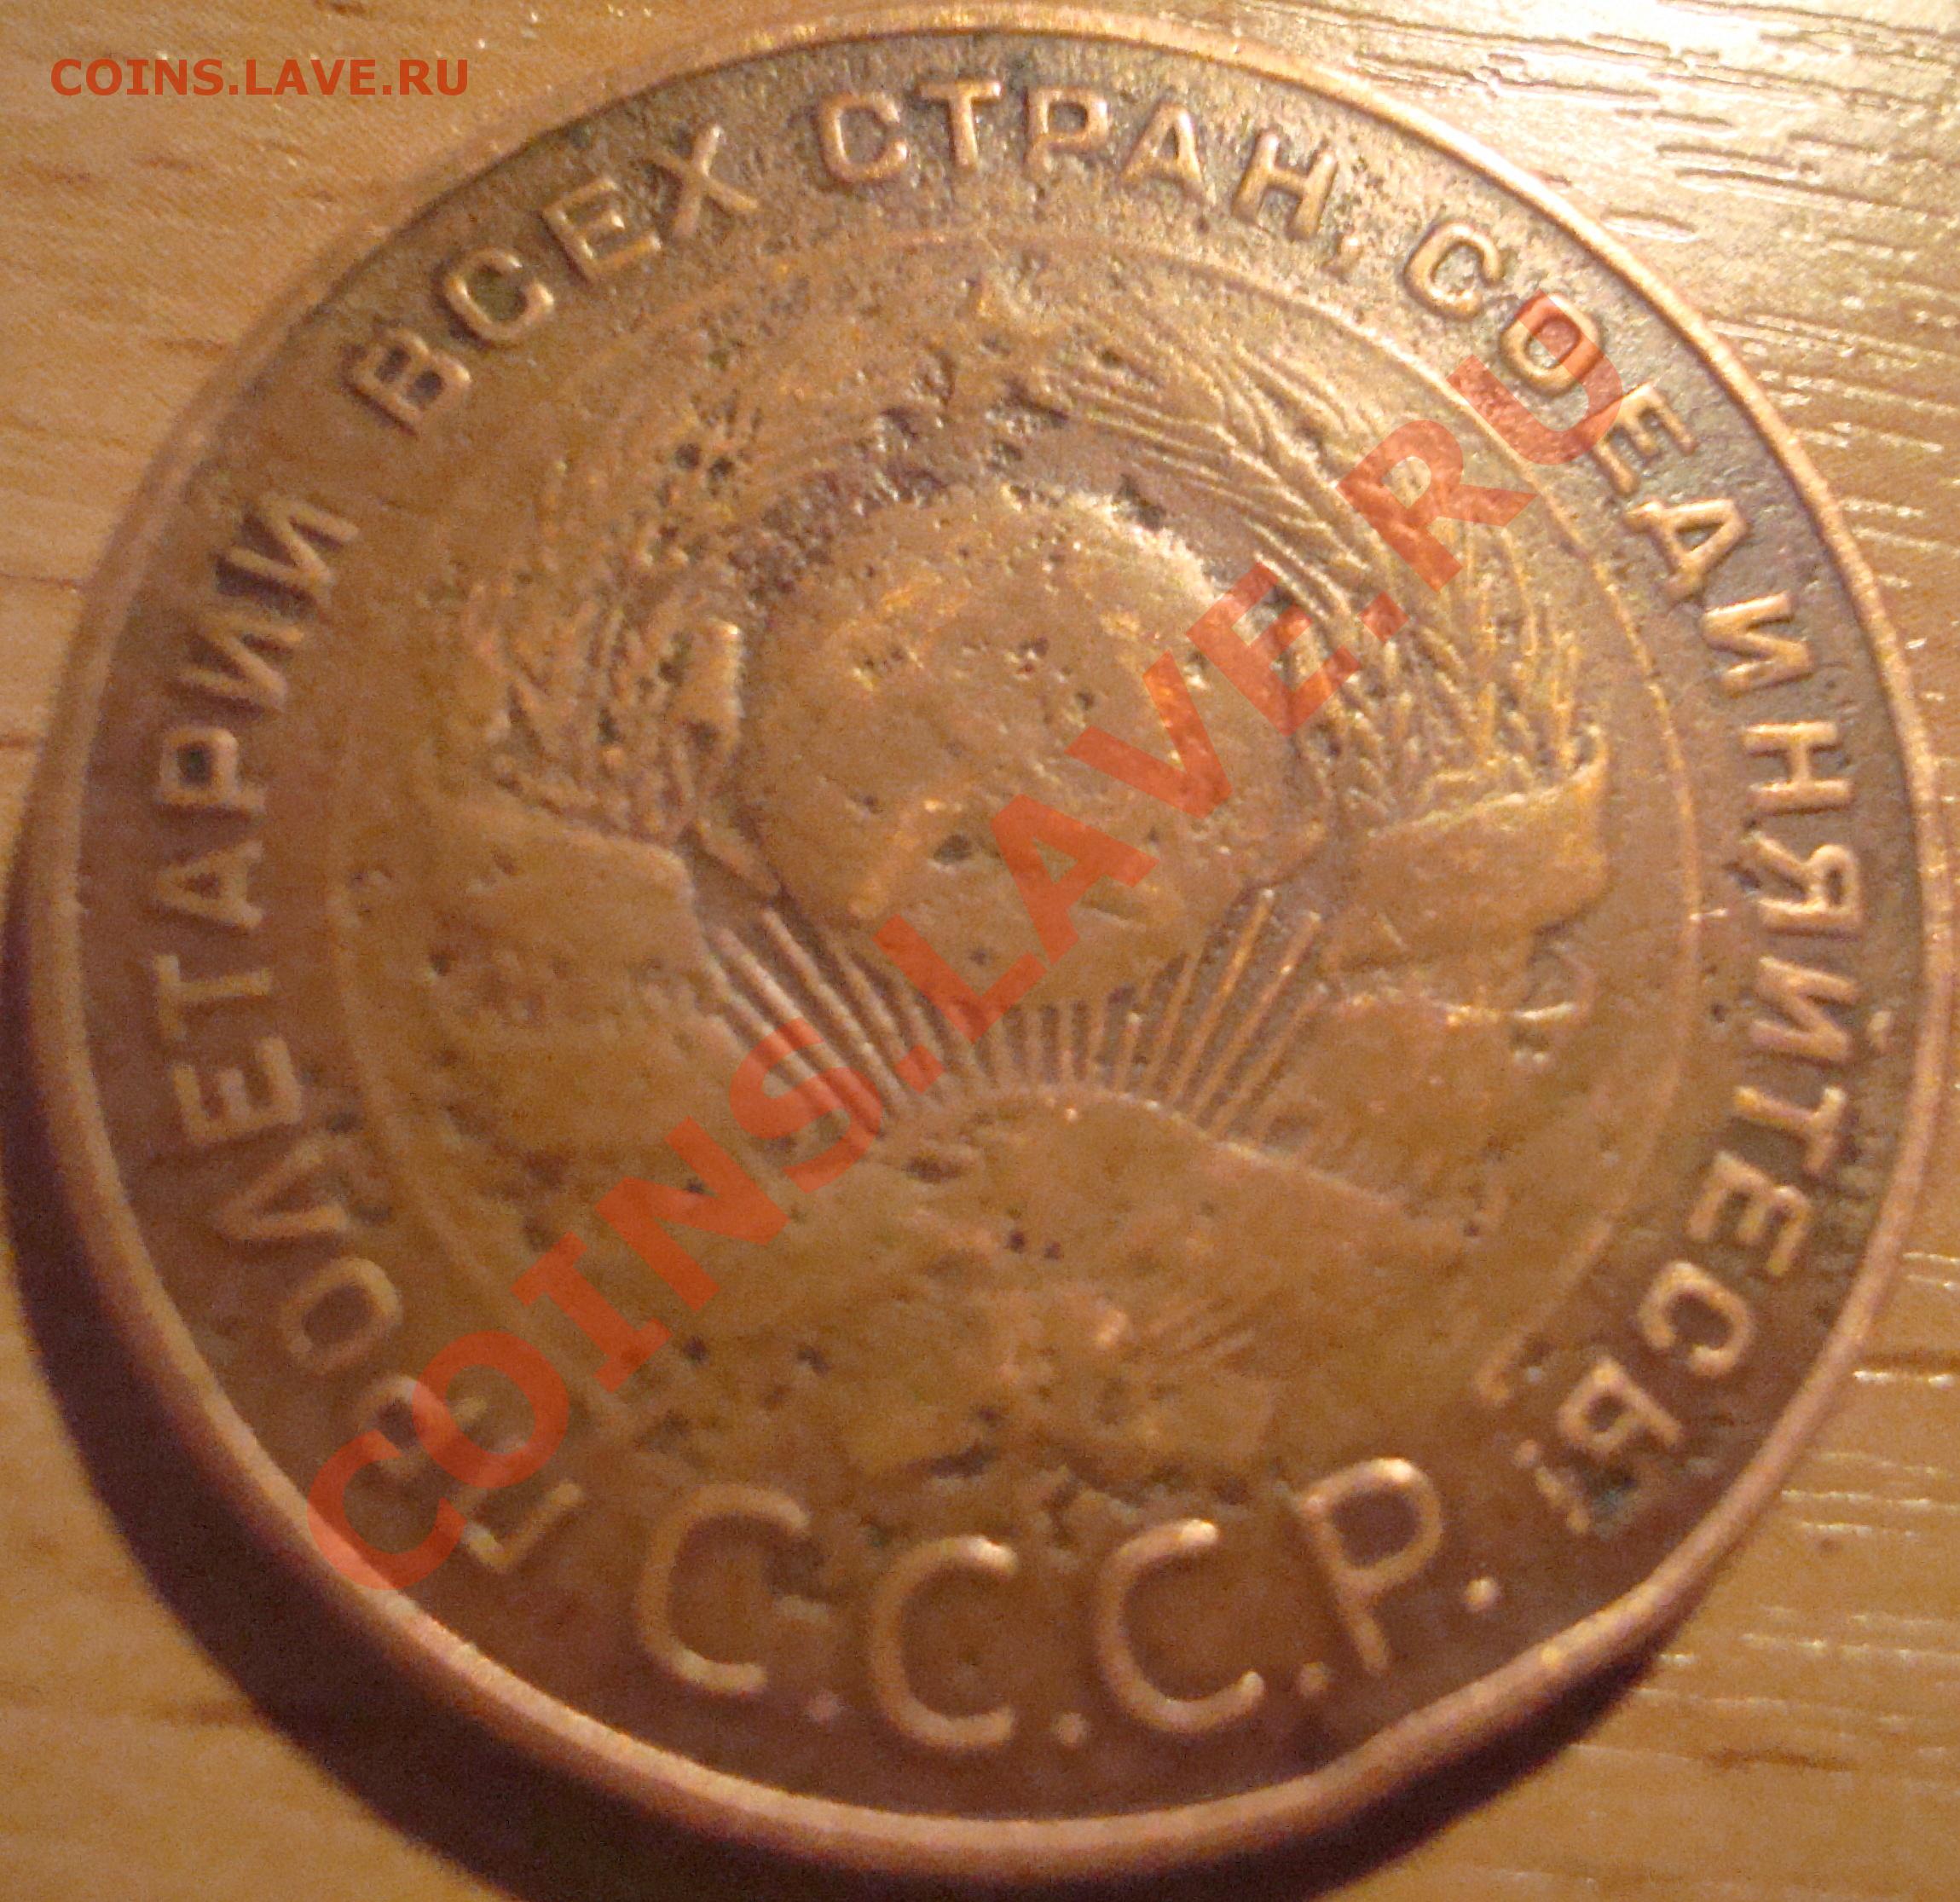 COINS.LAVE.RU
ПРОЛЕТАРИИ ВСЕХ СТРАН, СОЕДИНЯЙТЕСЬ!
С.С.С.Р.
COINS.LAVE.RU